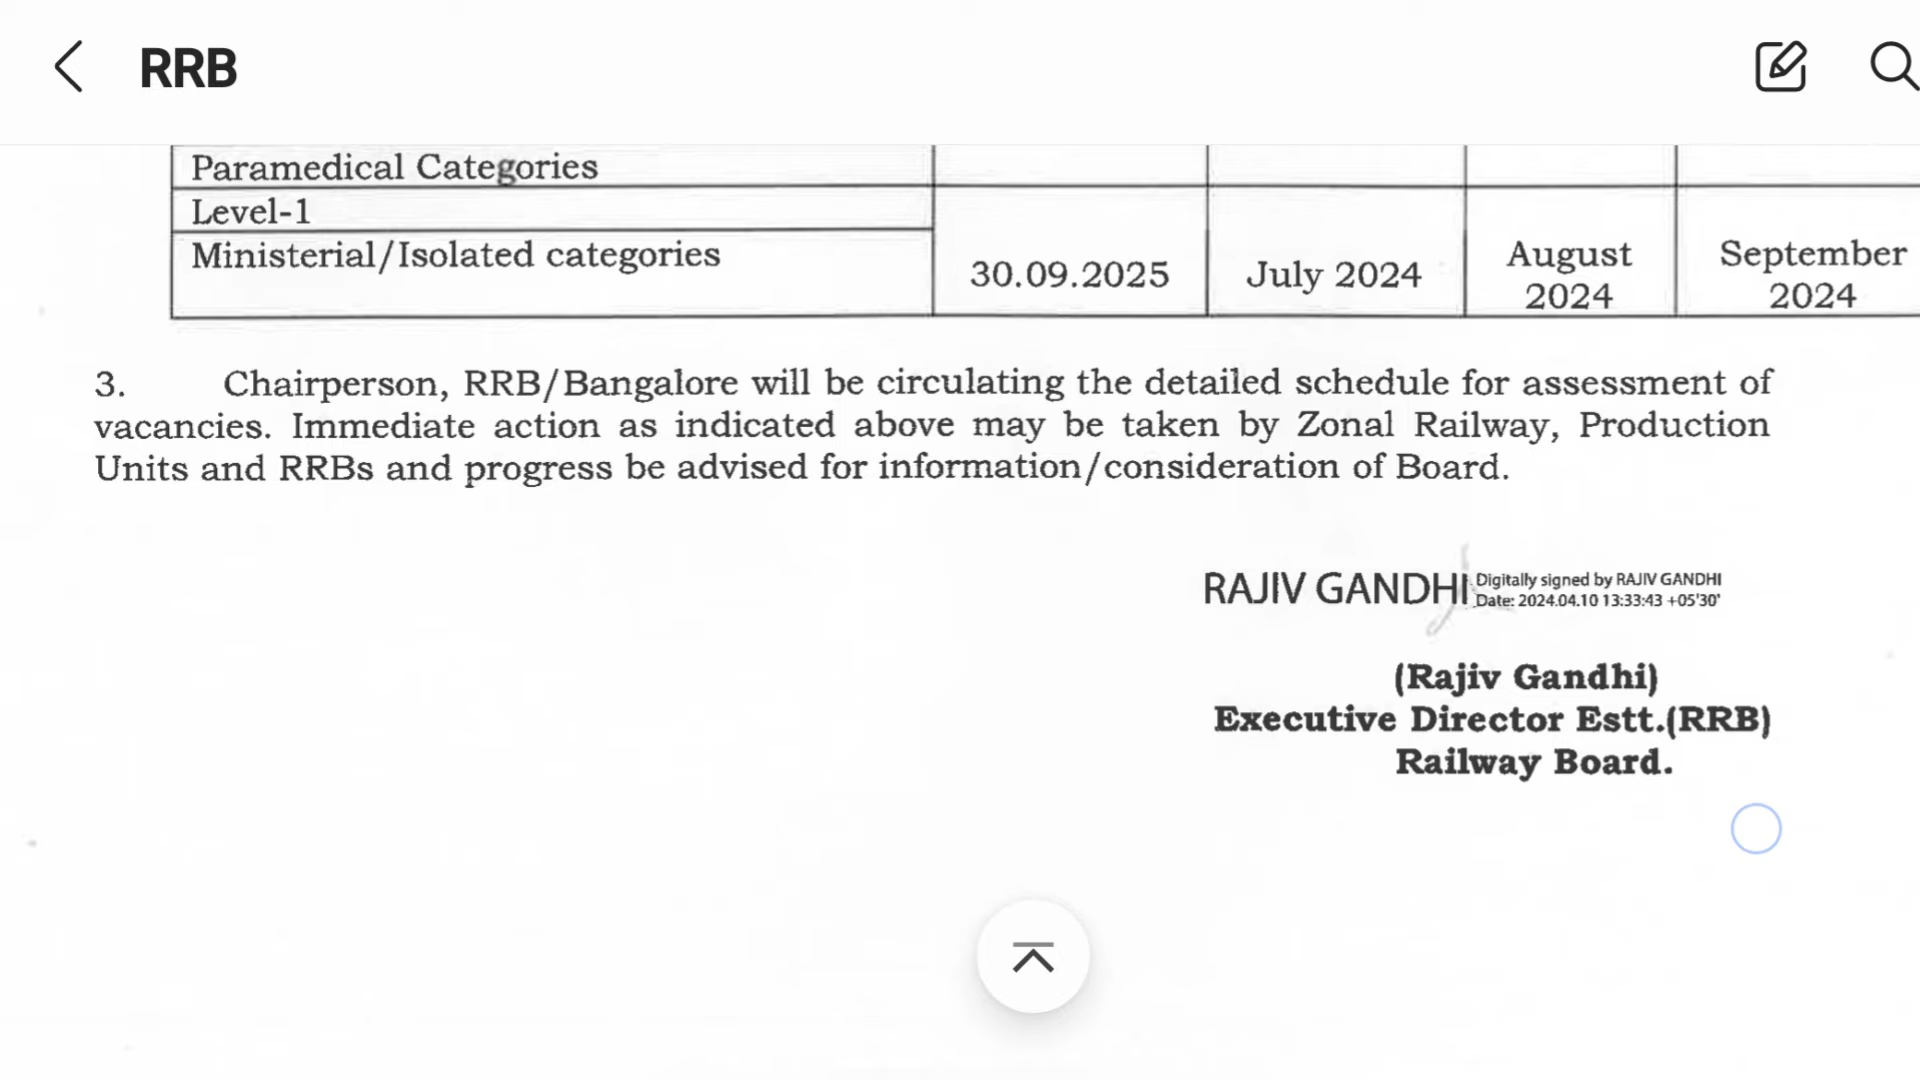 RRB
Paramedical Categories
Level-1
Ministerial/Isolated categories
30.09.2025
July 2024
August
2024
September
2024
3. Chairperson, RRB/Bangalore will be circulating the detailed schedule for assessment of
vacancies. Immediate action as indicated above may be taken by Zonal Railway, Production
Units and RRBs and progress be advised for information/consideration of Board.
RAJIV GANDHI
Digitally signed by RAJIV GANDHI
Date: 2024.04.10 13:33:43 +05'30'
(Rajiv Gandhi)
Executive Director Estt.(RRB)
Railway Board.